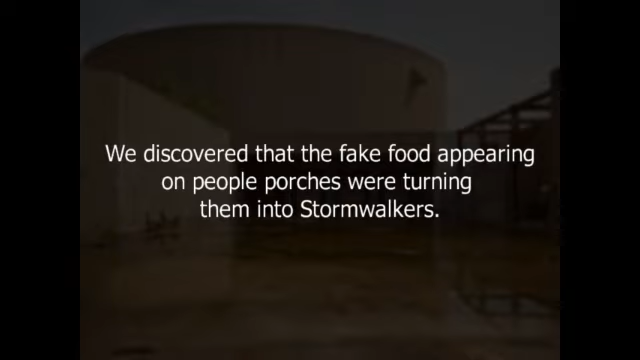 We discovered that the fake food appearing
on people porches were turning
them into Stormwalkers.